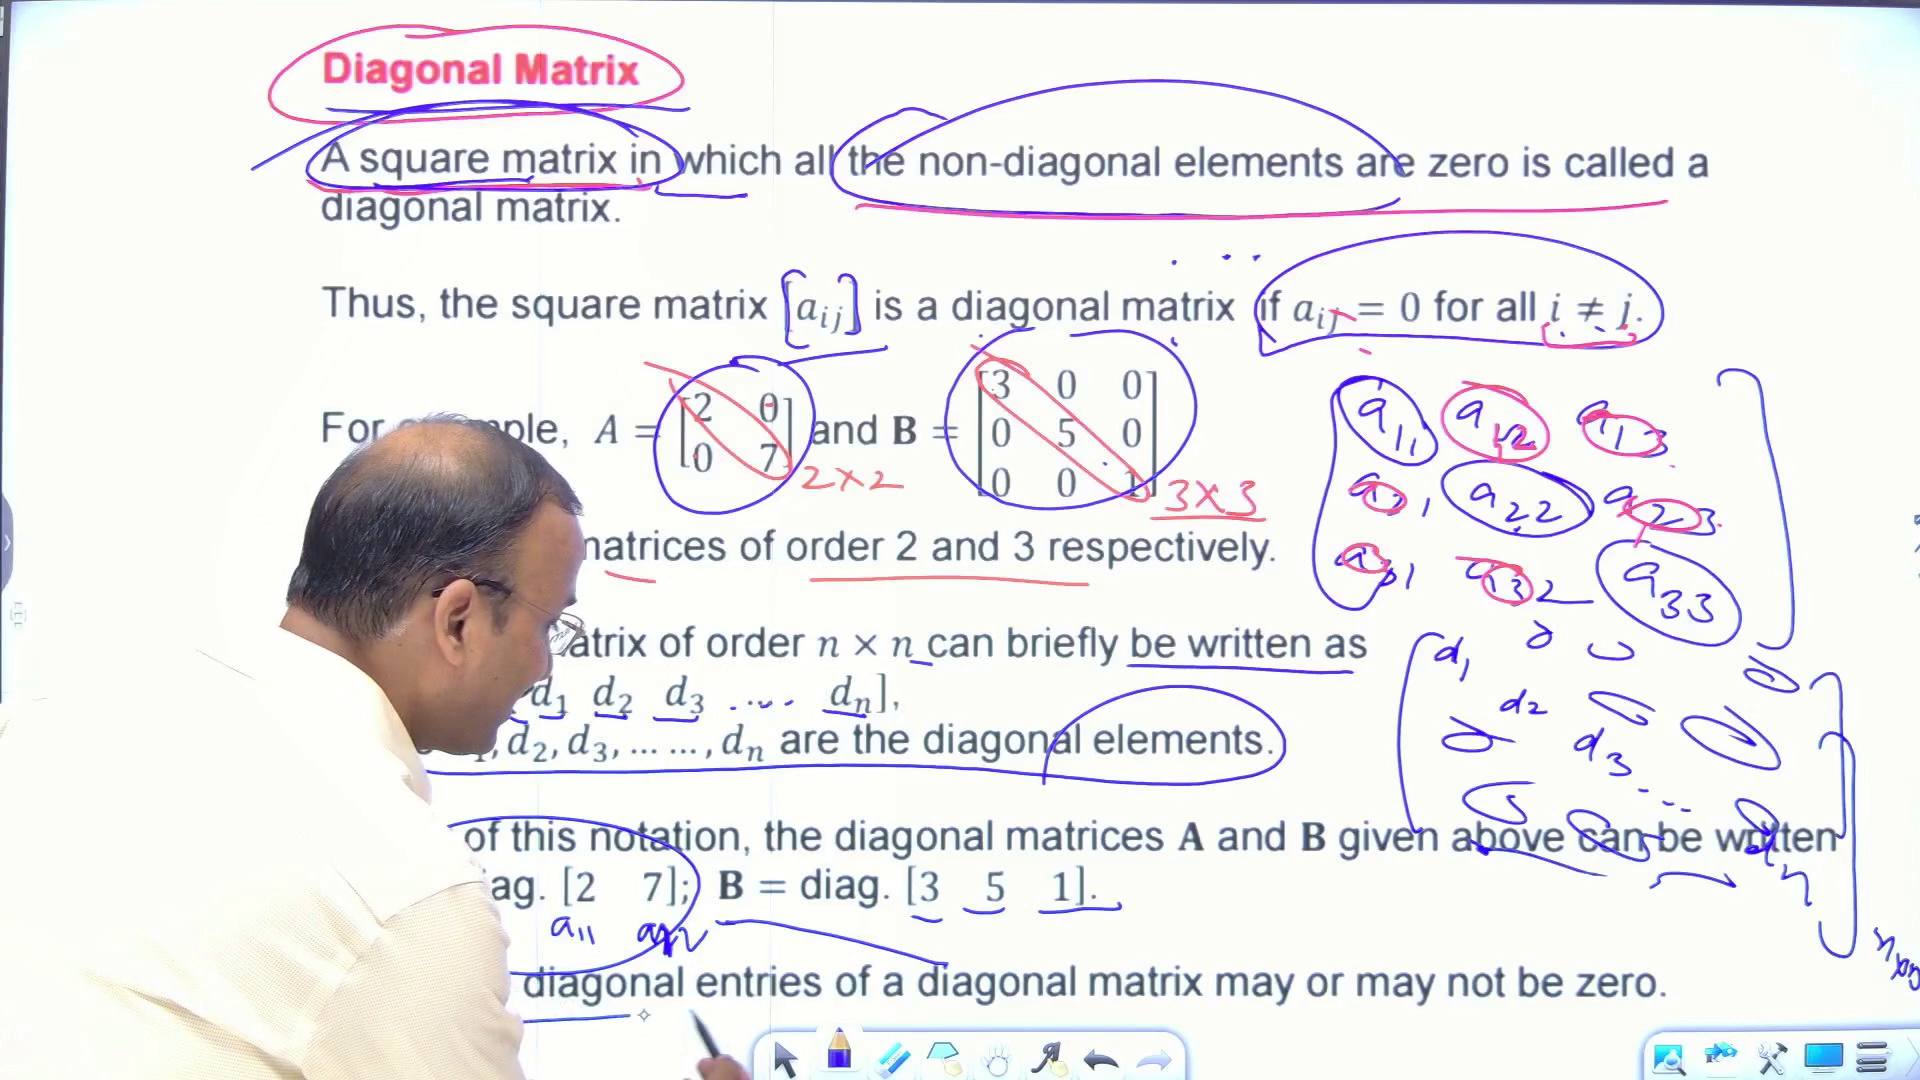 Diagonal Matrix
A square matrix in which all the non-diagonal elements are zero is called a
diagonal matrix.
Thus, the square matrix [aᵢⱼ] is a diagonal matrix if aᵢⱼ = 0 for all i ≠ j.
For example, A = [2 0
0 7] and B = [3 0 0
0 5 0
0 0 1]
2×2
3×3
a₁₁ a₁₂ a₁₃
a₂₁ a₂₂ a₂₃
a₃₁ a₃₂ a₃₃
matrices of order 2 and 3 respectively.
atrix of order n × n can briefly be written as
d₁ d₂ d₃ .... dₙ],
, d₂, d₃, ... ..., dₙ are the diagonal elements.
d₁
d₂
d₃
dₙ
n×n
of this notation, the diagonal matrices A and B given above can be written
ag. [2 7]; B = diag. [3 5 1].
a₁₁
diagonal entries of a diagonal matrix may or may not be zero.